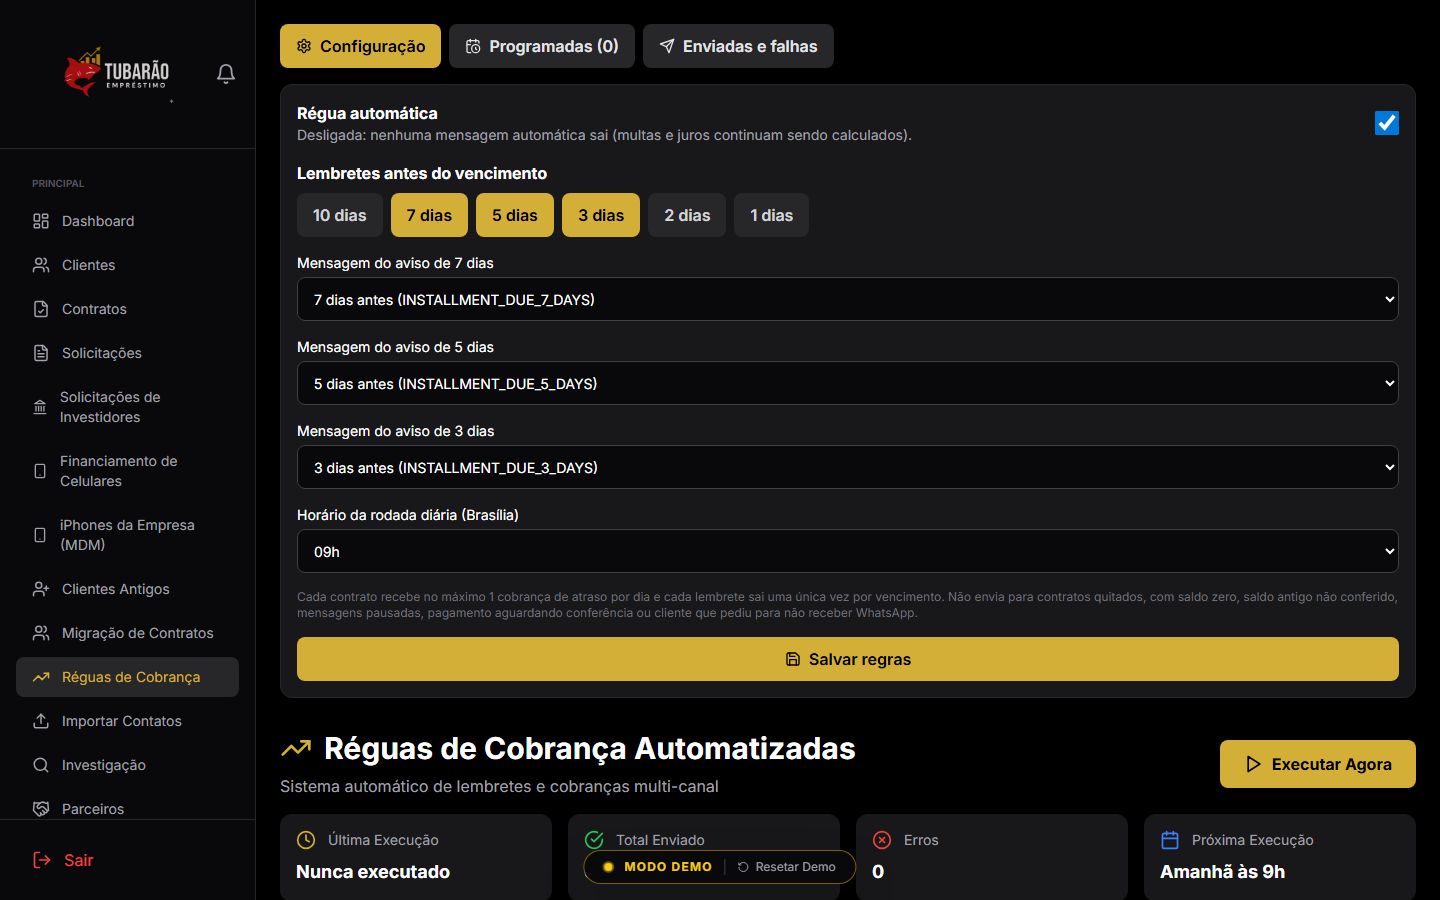 TUBARÃO
EMPRÉSTIMO
PRINCIPAL
Dashboard
Clientes
Contratos
Solicitações
Solicitações de
Investidores
Financiamento de
Celulares
iPhones da Empresa
(MDM)
Clientes Antigos
Migração de Contratos
Réguas de Cobrança
Importar Contatos
Investigação
Parceiros
Sair
Configuração
Programadas (0)
Enviadas e falhas
Régua automática
Desligada: nenhuma mensagem automática sai (multas e juros continuam sendo calculados).
Lembretes antes do vencimento
10 dias
7 dias
5 dias
3 dias
2 dias
1 dias
Mensagem do aviso de 7 dias
7 dias antes (INSTALLMENT_DUE_7_DAYS)
Mensagem do aviso de 5 dias
5 dias antes (INSTALLMENT_DUE_5_DAYS)
Mensagem do aviso de 3 dias
3 dias antes (INSTALLMENT_DUE_3_DAYS)
Horário da rodada diária (Brasília)
09h
Cada contrato recebe no máximo 1 cobrança de atraso por dia e cada lembrete sai uma única vez por vencimento. Não envia para contratos quitados, com saldo zero, saldo antigo não conferido,
mensagens pausadas, pagamento aguardando conferência ou cliente que pediu para não receber WhatsApp.
Salvar regras
Réguas de Cobrança Automatizadas
Sistema automático de lembretes e cobranças multi-canal
Executar Agora
Última Execução
Nunca executado
Total Enviado
MODO DEMO
Resetar Demo
Erros
0
Próxima Execução
Amanhã às 9h